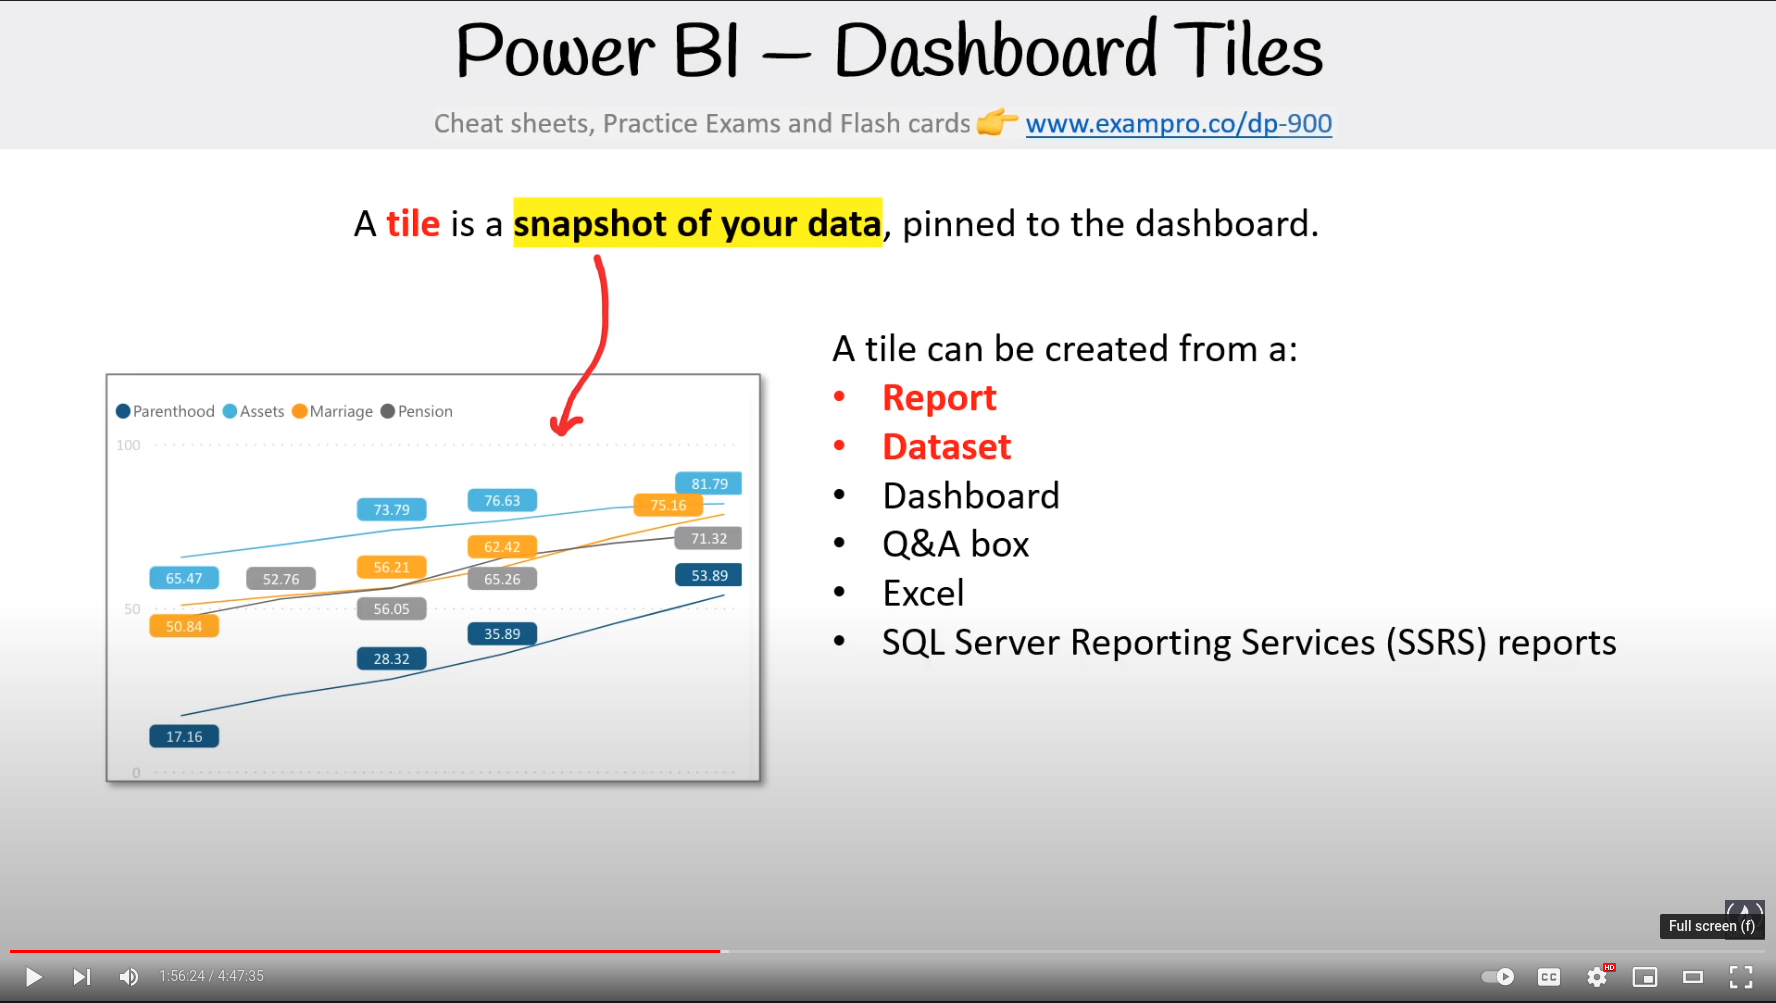 Power BI – Dashboard Tiles
Cheat sheets, Practice Exams and Flash cards 👉 www.exampro.co/dp-900
A tile is a snapshot of your data, pinned to the dashboard.
A tile can be created from a:
• Report
• Dataset
• Dashboard
• Q&A box
• Excel
• SQL Server Reporting Services (SSRS) reports
Parenthood Assets Marriage Pension
100
81.79
76.63
75.16
73.79
71.32
62.42
56.21
65.47
52.76
65.26
53.89
50
56.05
50.84
35.89
28.32
17.16
0
Full screen (f)
1:56:24 / 4:47:35
CC
HD